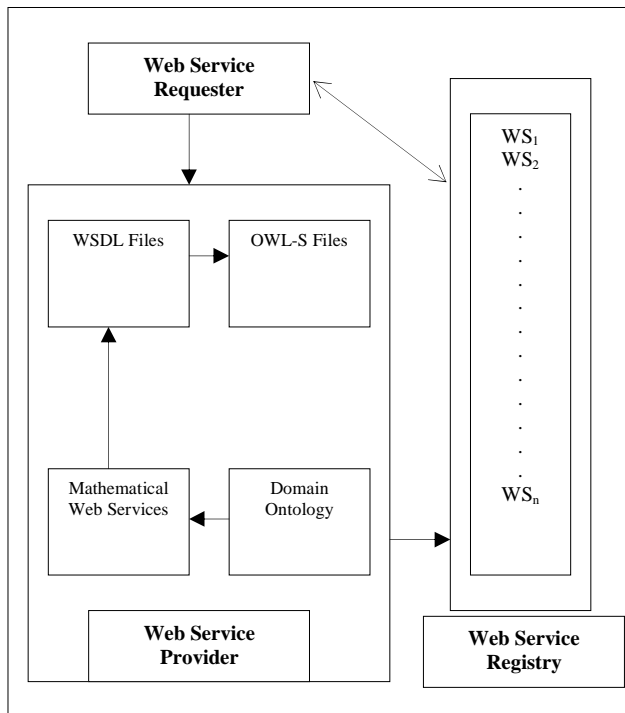 Web Service
Requester
WS₁
WS₂
.
.
.
.
.
.
.
.
.
.
.
.
.
WSₙ
WSDL Files
OWL-S Files
Mathematical
Web Services
Domain
Ontology
Web Service
Provider
Web Service
Registry